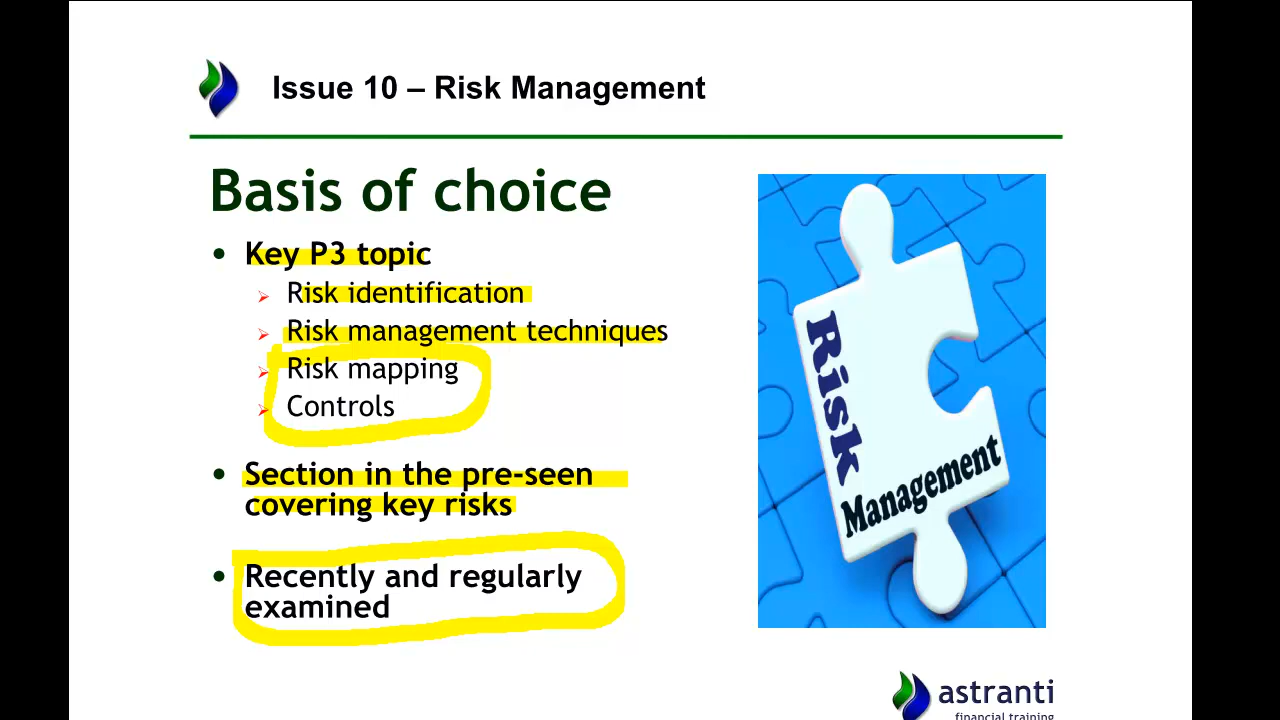 Issue 10 – Risk Management
Basis of choice
• Key P3 topic
➢ Risk identification
➢ Risk management techniques
➢ Risk mapping
➢ Controls
• Section in the pre-seen
covering key risks
• Recently and regularly
examined
Risk
Management
astranti
financial training